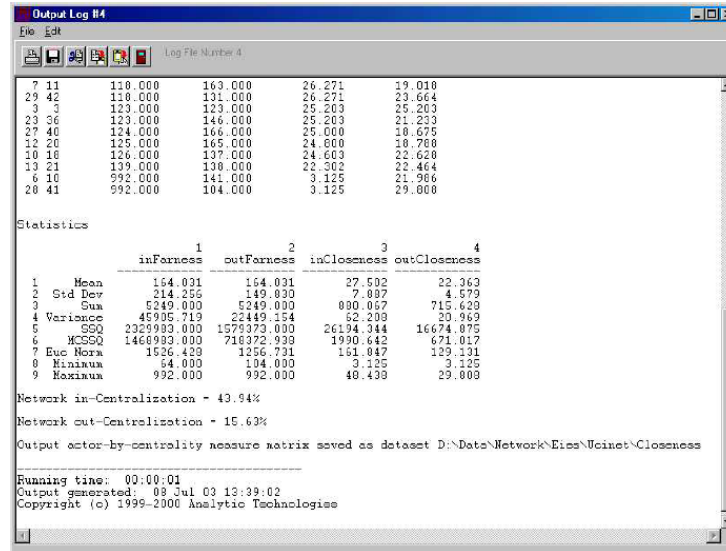 Output Log #4
File Edit
Log File Number 4
7 11 118.000 163.000 26.271 19.018
29 42 118.000 131.000 26.271 23.664
3 3 123.000 123.000 25.203 25.203
23 36 123.000 146.000 25.203 21.233
27 40 124.000 166.000 25.000 18.675
12 20 125.000 165.000 24.800 18.788
10 18 126.000 137.000 24.603 22.628
13 21 139.000 138.000 22.302 22.464
6 10 992.000 141.000 3.125 21.986
28 41 992.000 104.000 3.125 29.808
Statistics
1 2 3 4
inFarness outFarness inCloseness outCloseness
1 Mean 164.031 164.031 27.502 22.363
2 Std Dev 214.256 149.830 7.887 4.579
3 Sum 5249.000 5249.000 880.067 715.628
4 Variance 45905.719 22449.154 62.208 20.969
5 SSQ 2329983.000 1579373.000 26194.344 16674.875
6 MCSSQ 1468983.000 718372.938 1990.642 671.017
7 Euc Norm 1526.428 1256.731 161.847 129.131
8 Minimum 64.000 104.000 3.125 3.125
9 Maximum 992.000 992.000 48.438 29.808
Network in-Centralization = 43.94%
Network out-Centralization = 15.63%
Output actor-by-centrality measure matrix saved as dataset D:\Data\Network\Eies\Ucinet\Closeness
Running time: 00:00:01
Output generated: 08 Jul 03 13:39:02
Copyright (c) 1999-2000 Analytic Technologies